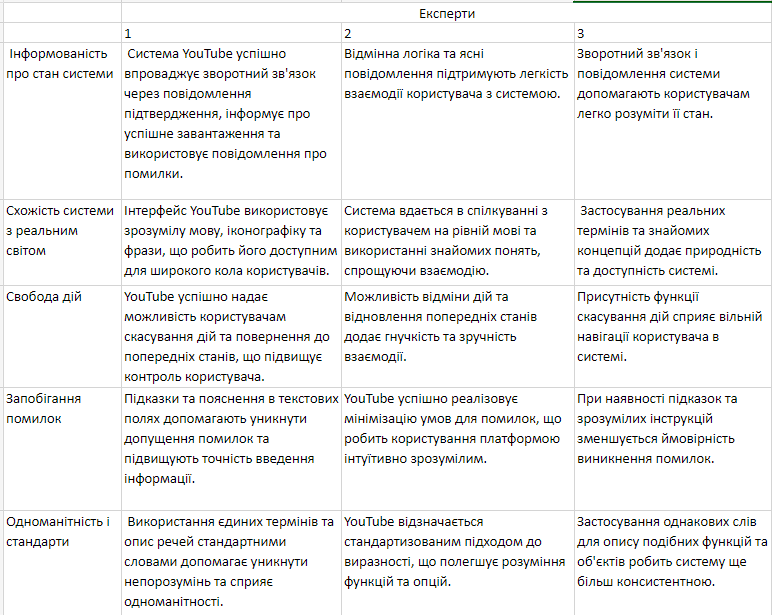 Експерти
1
2
3
Інформованість
про стан системи
Система YouTube успішно
впроваджує зворотний зв'язок
через повідомлення
підтвердження, інформує про
успішне завантаження та
використовує повідомлення про
помилки.
Відмінна логіка та ясні
повідомлення підтримують легкість
взаємодії користувача з системою.
Зворотний зв'язок і
повідомлення системи
допомагають користувачам
легко розуміти її стан.
Схожість системи
з реальним
світом
Інтерфейс YouTube використовує
зрозумілу мову, іконографіку та
фрази, що робить його доступним
для широкого кола користувачів.
Система вдається в спілкуванні з
користувачем на рівній мові та
використанні знайомих понять,
спрощуючи взаємодію.
Застосування реальних
термінів та знайомих
концепцій додає природність
та доступність системі.
Свобода дій
YouTube успішно надає
можливість користувачам
скасування дій та повернення до
попередніх станів, що підвищує
контроль користувача.
Можливість відміни дій та
відновлення попередніх станів
додає гнучкість та зручність
взаємодії.
Присутність функції
скасування дій сприяє вільній
навігації користувача в
системі.
Запобігання
помилок
Підказки та пояснення в текстових
полях допомагають уникнути
допущення помилок та
підвищують точність введення
інформації.
YouTube успішно реалізовує
мінімізацію умов для помилок, що
робить користування платформою
інтуїтивно зрозумілим.
При наявності підказок та
зрозумілих інструкцій
зменшується ймовірність
виникнення помилок.
Одноманітність і
стандарти
Використання єдиних термінів та
опис речей стандартними
словами допомагає уникнути
непорозумінь та сприяє
одноманітності.
YouTube відзначається
стандартизованим підходом до
виразності, що полегшує розуміння
функцій та опцій.
Застосування однакових слів
для опису подібних функцій та
об'єктів робить систему ще
більш консистентною.